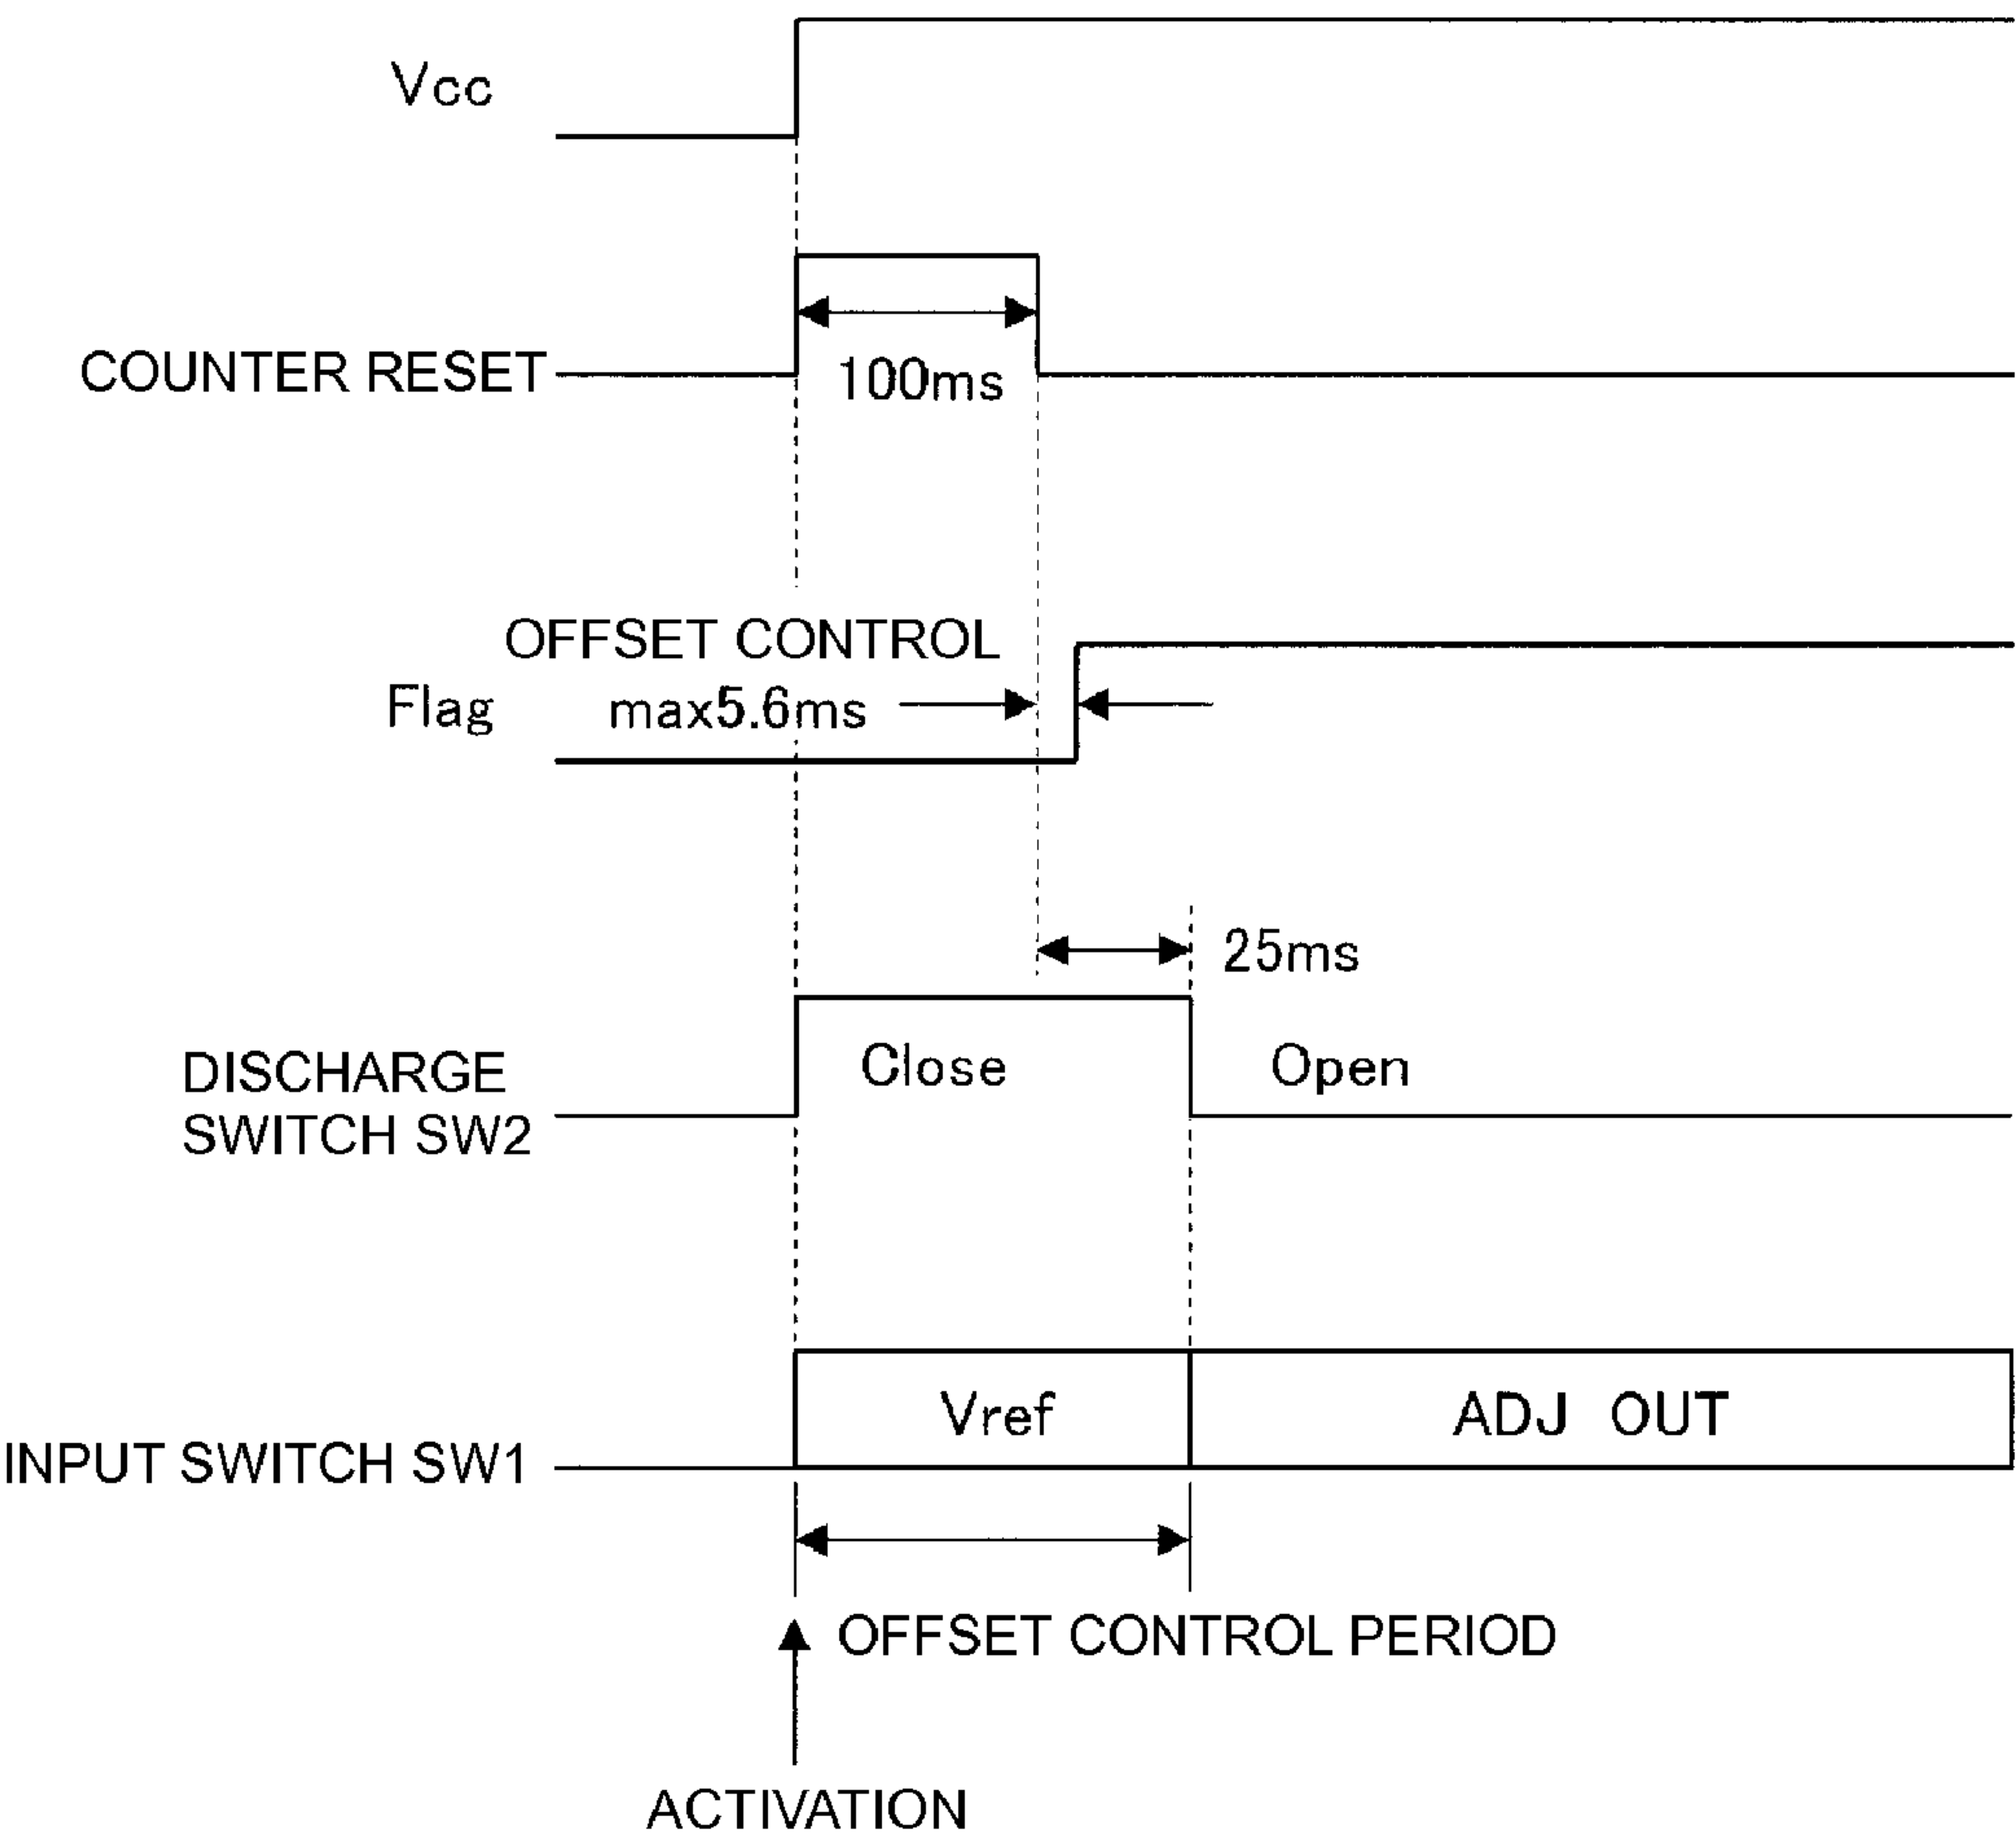 Vcc
COUNTER RESET
100ms
OFFSET CONTROL
Flag
max5.6ms
25ms
DISCHARGE
SWITCH SW2
Close
Open
INPUT SWITCH SW1
Vref
ADJ OUT
OFFSET CONTROL PERIOD
ACTIVATION